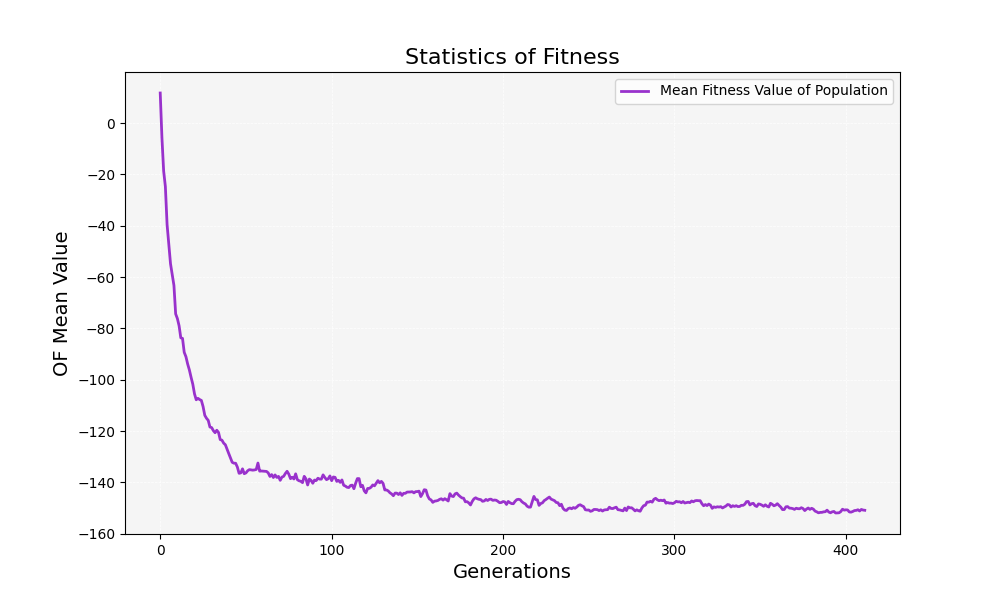 Statistics of Fitness
Mean Fitness Value of Population
OF Mean Value
0
−20
−40
−60
−80
−100
−120
−140
−160
0 100 200 300 400
Generations